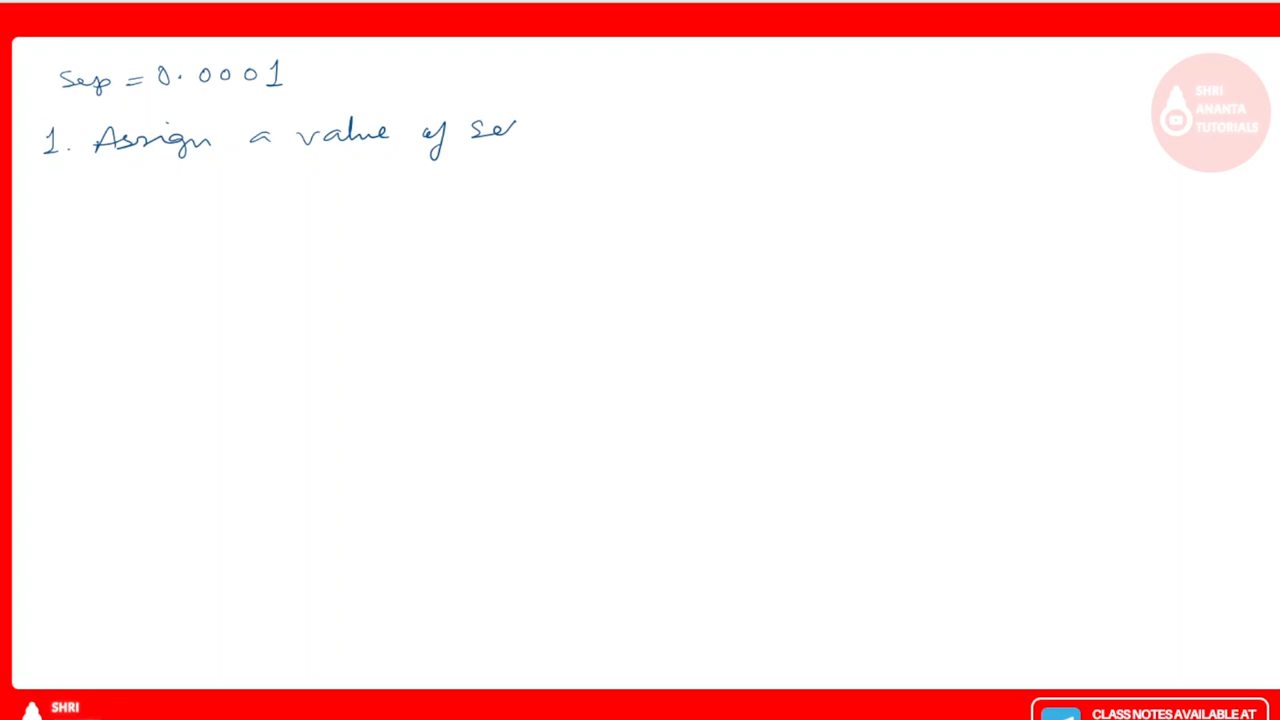 Sep = 0.0001
SHRI
ANANTA
TUTORIALS
1. Assign a value of se
SHRI
CLASS NOTES AVAILABLE AT